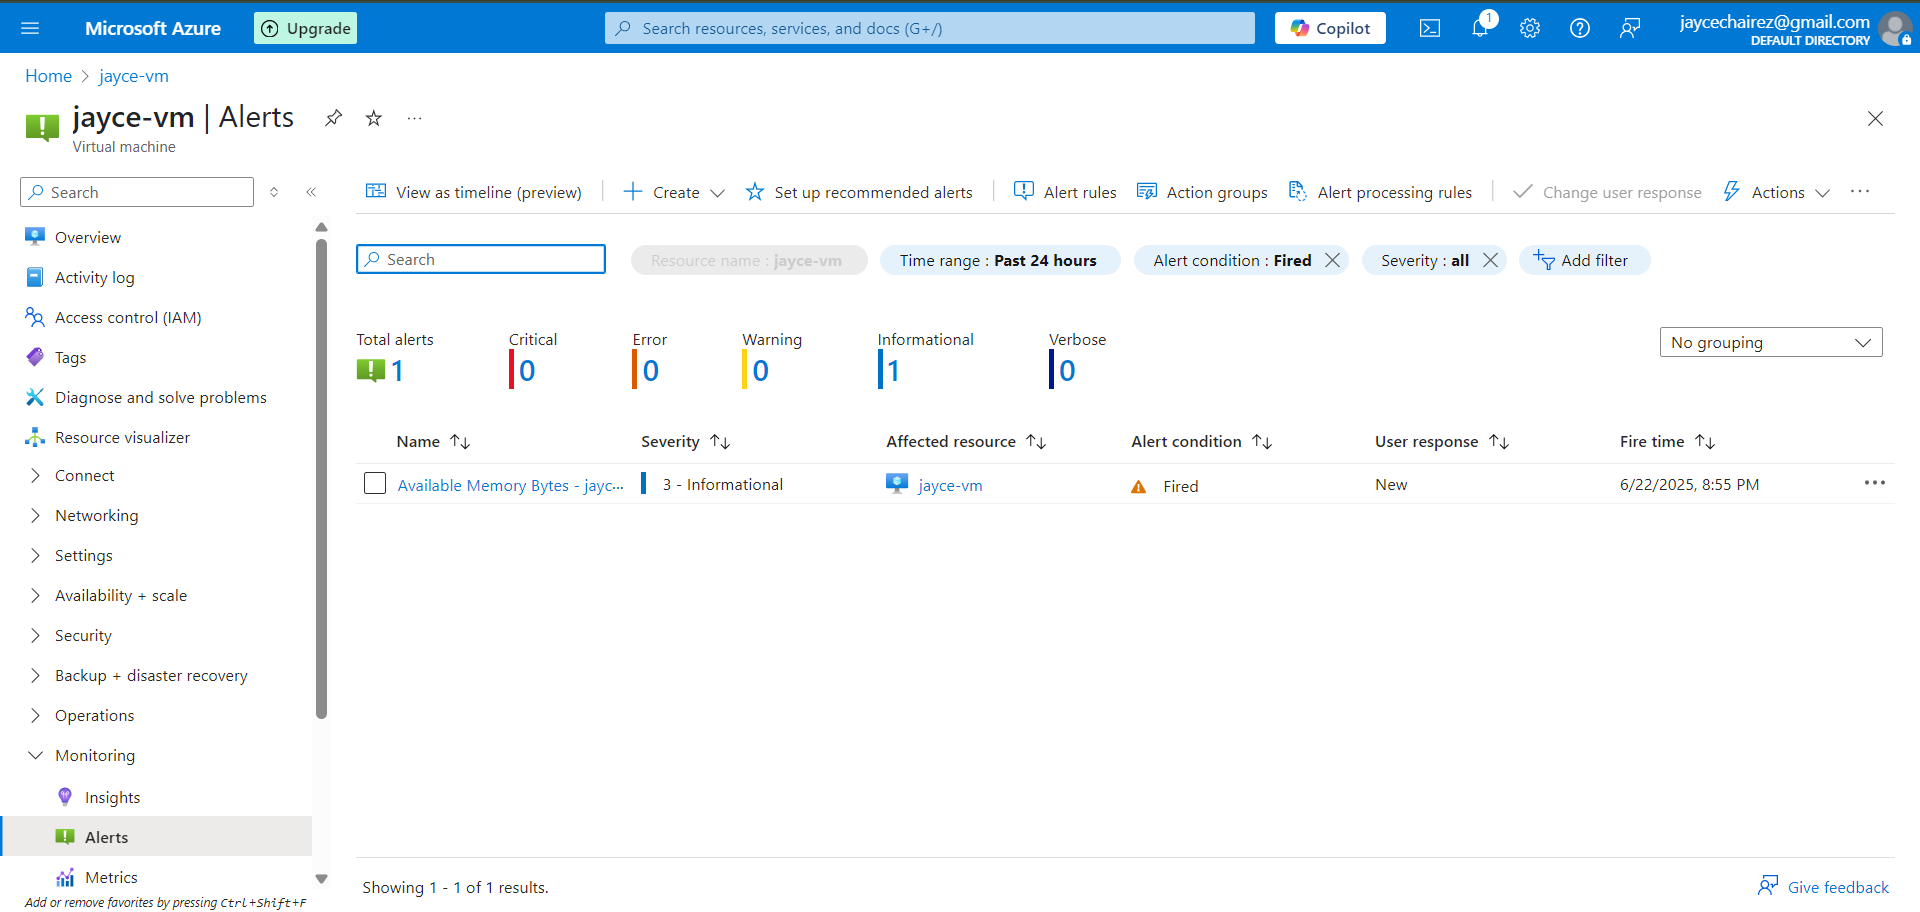 Microsoft Azure
Upgrade
Search resources, services, and docs (G+/)
Copilot
1
jaycechairez@gmail.com
DEFAULT DIRECTORY
Home > jayce-vm
jayce-vm | Alerts
...
Virtual machine
Search
View as timeline (preview)
Create
Set up recommended alerts
Alert rules
Action groups
Alert processing rules
Change user response
Actions
...
Overview
Activity log
Access control (IAM)
Tags
Diagnose and solve problems
Resource visualizer
Connect
Networking
Settings
Availability + scale
Security
Backup + disaster recovery
Operations
Monitoring
Insights
Alerts
Metrics
Add or remove favorites by pressing Ctrl+Shift+F
Search
Resource name : jayce-vm
Time range : Past 24 hours
Alert condition : Fired
Severity : all
Add filter
Total alerts
1
Critical
0
Error
0
Warning
0
Informational
1
Verbose
0
No grouping
Name Severity Affected resource Alert condition User response Fire time
Available Memory Bytes - jayc... 3 - Informational jayce-vm Fired New 6/22/2025, 8:55 PM ...
Showing 1 - 1 of 1 results.
Give feedback